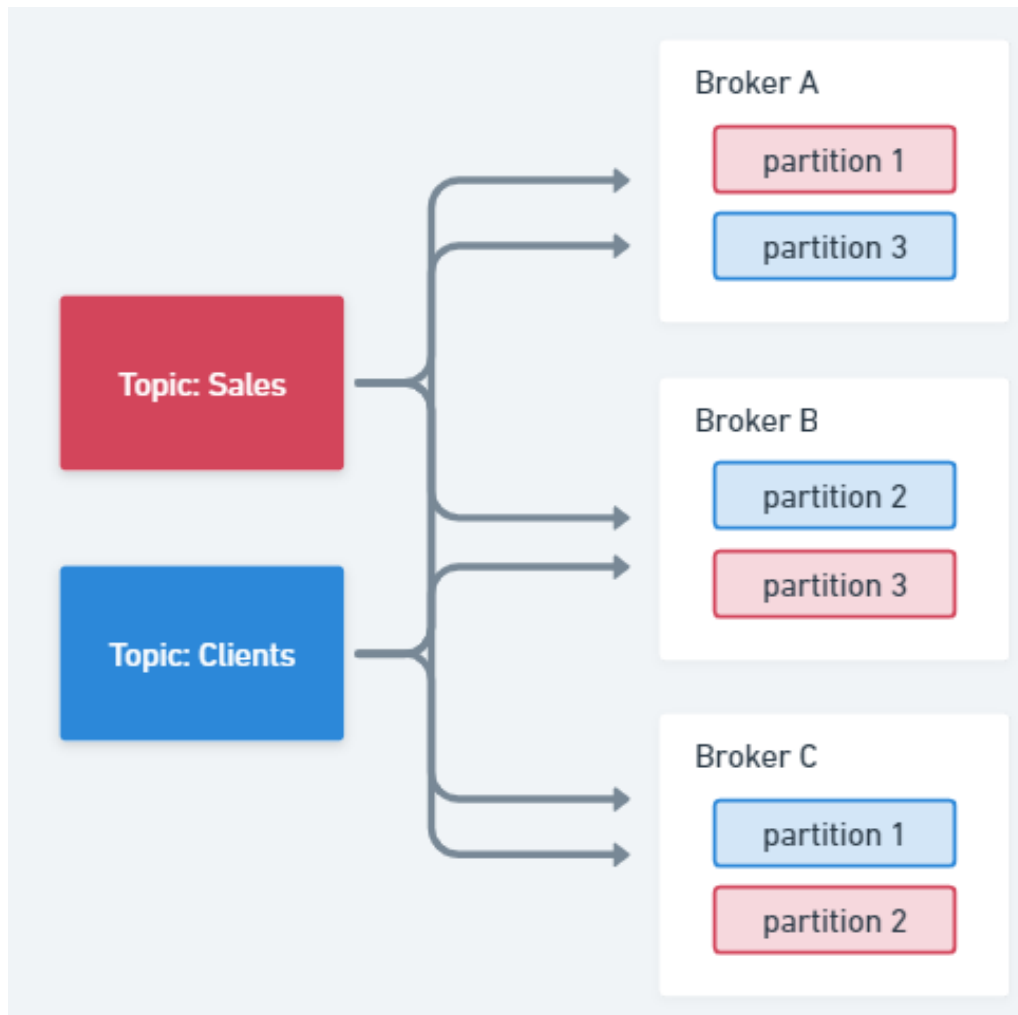 Topic: Sales
Topic: Clients
Broker A
partition 1
partition 3
Broker B
partition 2
partition 3
Broker C
partition 1
partition 2